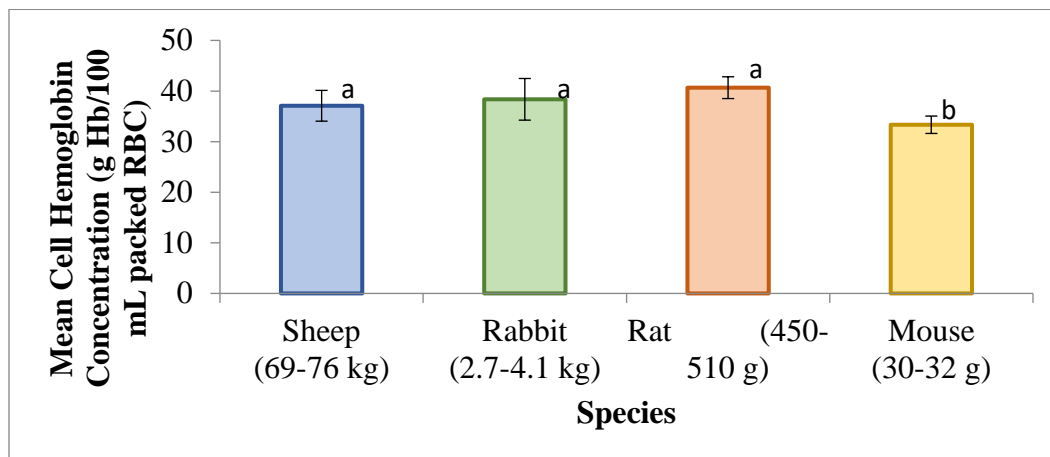 Mean Cell Hemoglobin
Concentration (g Hb/100
mL packed RBC)
50
40
30
20
10
0
a
a
a
b
Sheep
(69-76 kg)
Rabbit
(2.7-4.1 kg)
Rat (450-
510 g)
Mouse
(30-32 g)
Species